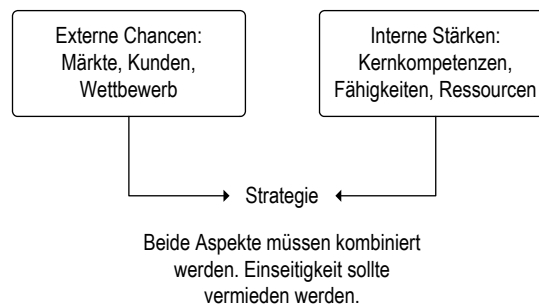 Externe Chancen:
Märkte, Kunden,
Wettbewerb
Interne Stärken:
Kernkompetenzen,
Fähigkeiten, Ressourcen
Strategie
Beide Aspekte müssen kombiniert
werden. Einseitigkeit sollte
vermieden werden.